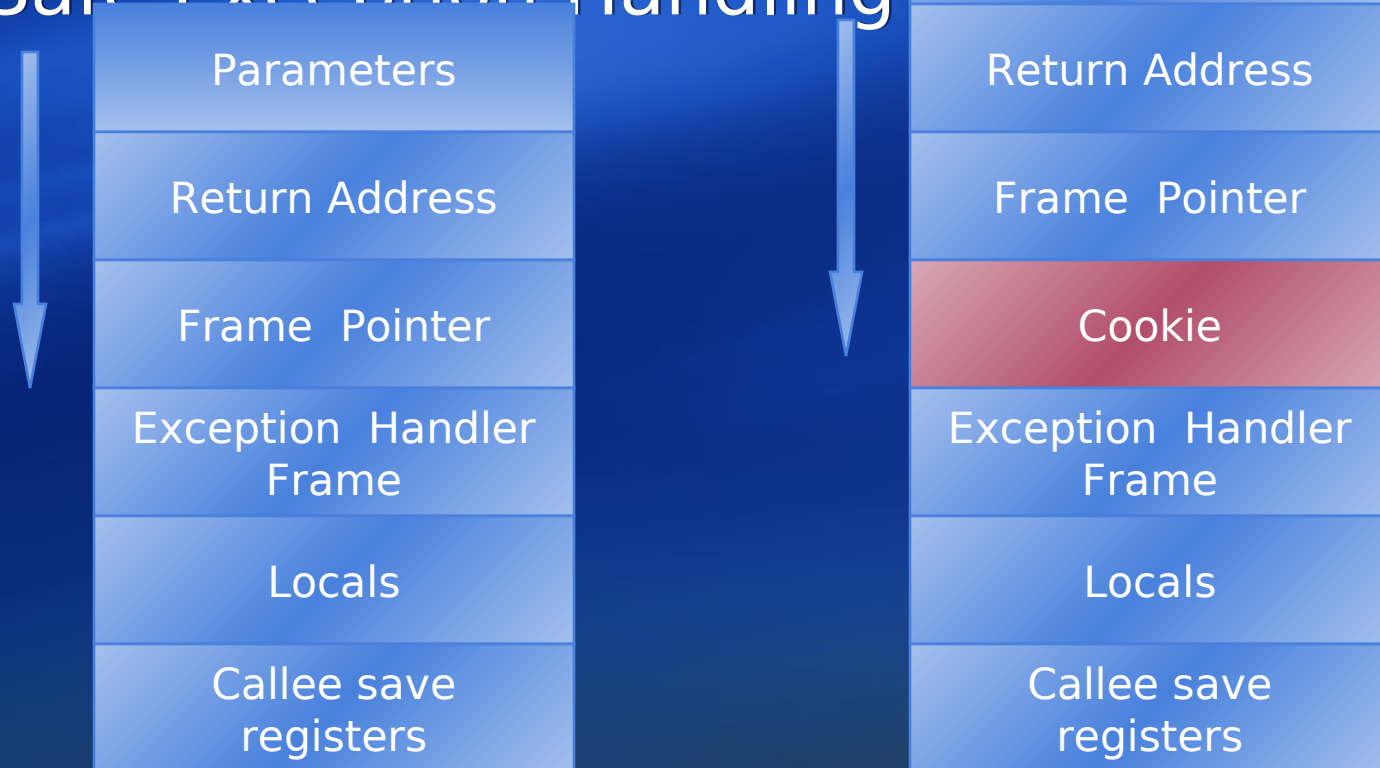 Handling
Parameters
Return Address
Frame Pointer
Exception Handler
Frame
Locals
Callee save
registers
Return Address
Frame Pointer
Cookie
Exception Handler
Frame
Locals
Callee save
registers